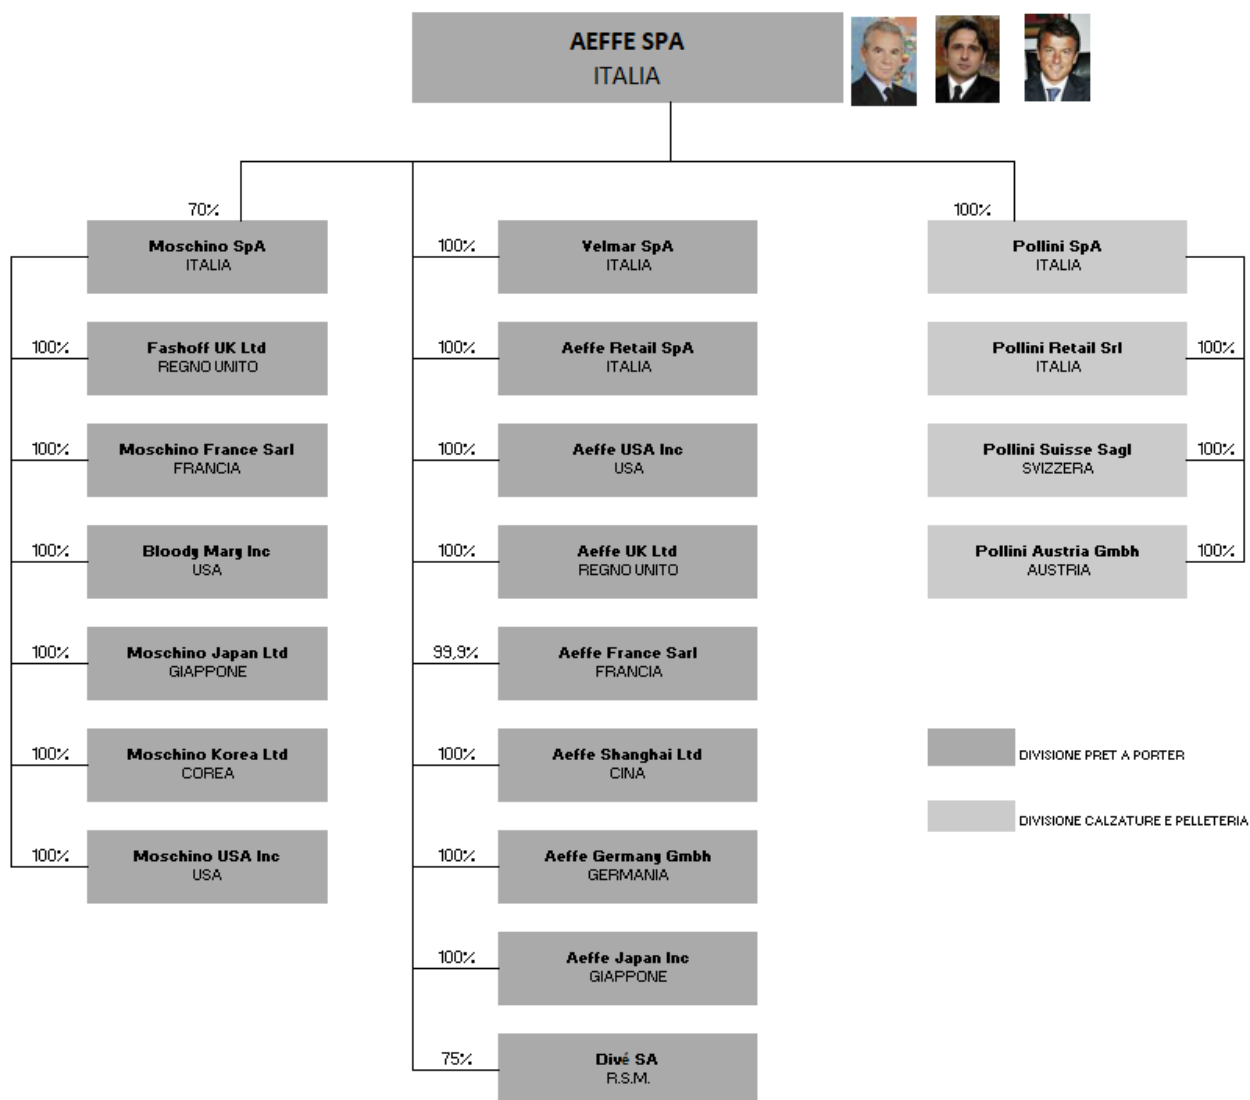 AEFFE SPA
ITALIA
70%
Moschino SpA
ITALIA
100%
Fashoff UK Ltd
REGNO UNITO
100%
Moschino France Sarl
FRANCIA
100%
Bloody Mary Inc
USA
100%
Moschino Japan Ltd
GIAPPONE
100%
Moschino Korea Ltd
COREA
100%
Moschino USA Inc
USA
100%
Velmar SpA
ITALIA
100%
Aeffe Retail SpA
ITALIA
100%
Aeffe USA Inc
USA
100%
Aeffe UK Ltd
REGNO UNITO
99,9%
Aeffe France Sarl
FRANCIA
100%
Aeffe Shanghai Ltd
CINA
100%
Aeffe Germany Gmbh
GERMANIA
100%
Aeffe Japan Inc
GIAPPONE
75%
Divé SA
R.S.M.
100%
Pollini SpA
ITALIA
Pollini Retail Srl
ITALIA
100%
Pollini Suisse Sagl
SVIZZERA
100%
Pollini Austria Gmbh
AUSTRIA
100%
DIVISIONE PRET A PORTER
DIVISIONE CALZATURE E PELLETERIA